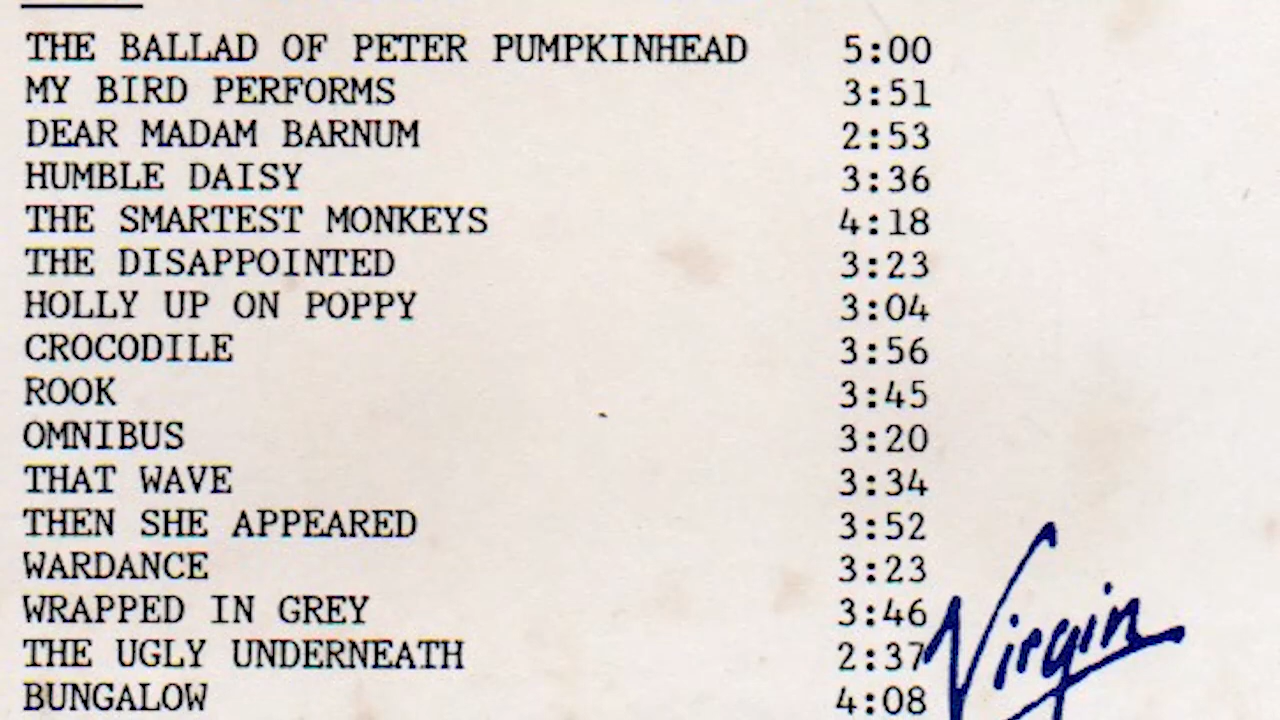 THE BALLAD OF PETER PUMPKINHEAD 5:00
MY BIRD PERFORMS 3:51
DEAR MADAM BARNUM 2:53
HUMBLE DAISY 3:36
THE SMARTEST MONKEYS 4:18
THE DISAPPOINTED 3:23
HOLLY UP ON POPPY 3:04
CROCODILE 3:56
ROOK 3:45
OMNIBUS 3:20
THAT WAVE 3:34
THEN SHE APPEARED 3:52
WARDANCE 3:23
WRAPPED IN GREY 3:46
THE UGLY UNDERNEATH 2:37
BUNGALOW 4:08
Virgin